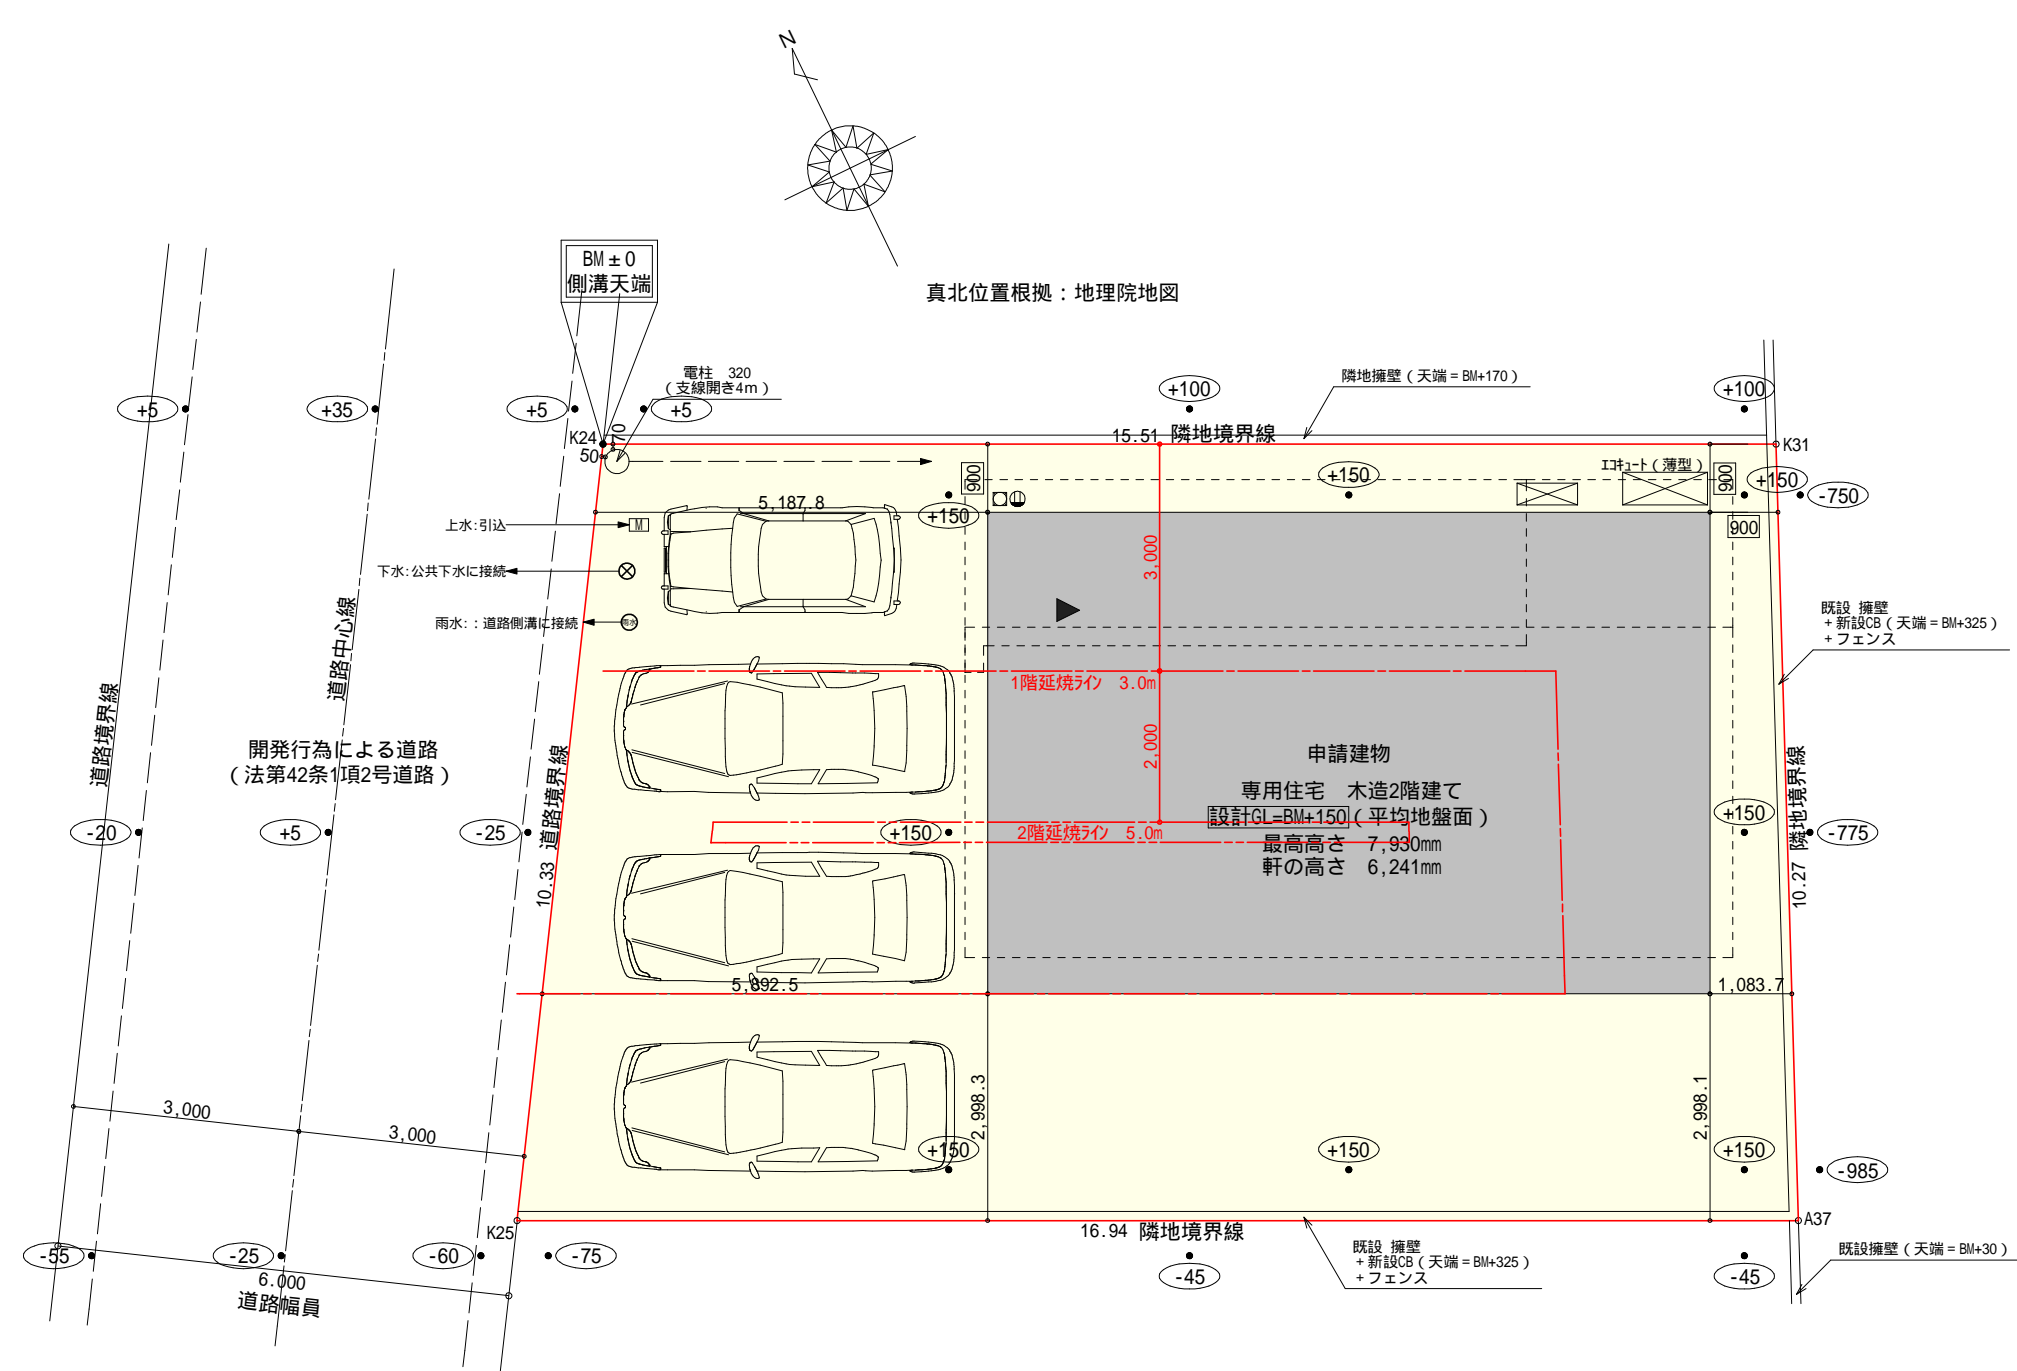 N
BM±0
側溝天端
真北位置根拠：地理院地図
電柱 320
（支線開き4m）
隣地擁壁（天端＝BM+170）
+5
+35
+5
+5
+100
+100
K24
70
50
15.51 隣地境界線
K31
エコキュート（薄型）
900
+150
900
+150
-750
5,187.8
+150
900
上水:引込
M
下水:公共下水に接続
雨水:：道路側溝に接続
雨水
3,000
既設 擁壁
+新設CB（天端＝BM+325）
+フェンス
道路中心線
道路境界線
1階延焼ライン 3.0m
2,000
開発行為による道路
（法第42条1項2号道路）
道路境界線
10.33
申請建物
専用住宅 木造2階建て
設計GL=BM+150（平均地盤面）
最高高さ 7,930mm
軒の高さ 6,241mm
2階延焼ライン 5.0m
-20
+5
-25
+150
+150
-775
隣地境界線
10.27
5,892.5
1,083.7
3,000
3,000
2,998.3
2,998.1
+150
+150
+150
-985
K25
16.94 隣地境界線
A37
-55
-25
-60
-75
-45
-45
6.000
道路幅員
既設 擁壁
+新設CB（天端＝BM+325）
+フェンス
既設擁壁（天端＝BM+30）